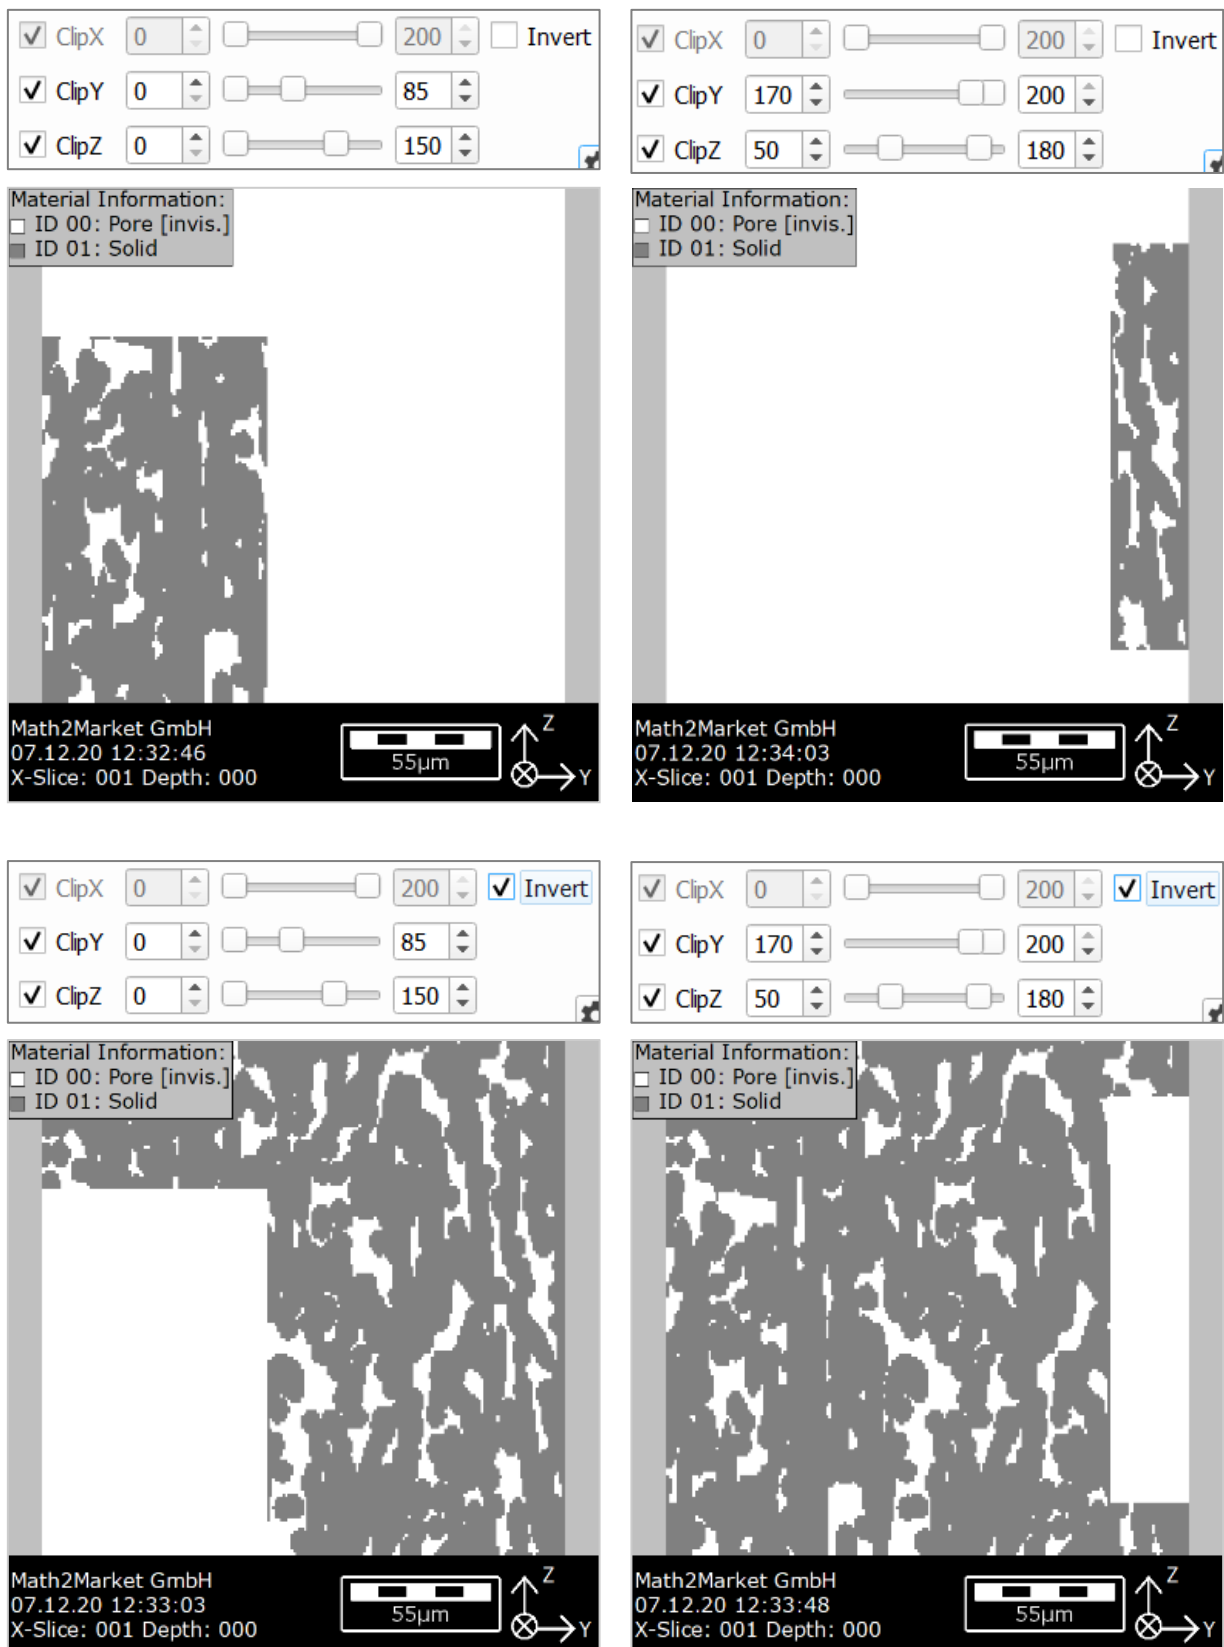 ClipX 0 200 Invert
ClipY 0 85
ClipZ 0 150
Material Information:
ID 00: Pore [invis.]
ID 01: Solid
Math2Market GmbH
07.12.20 12:32:46
X-Slice: 001 Depth: 000
55µm
Z
Y
ClipX 0 200 Invert
ClipY 170 200
ClipZ 50 180
Material Information:
ID 00: Pore [invis.]
ID 01: Solid
Math2Market GmbH
07.12.20 12:34:03
X-Slice: 001 Depth: 000
55µm
Z
Y
ClipX 0 200 Invert
ClipY 0 85
ClipZ 0 150
Material Information:
ID 00: Pore [invis.]
ID 01: Solid
Math2Market GmbH
07.12.20 12:33:03
X-Slice: 001 Depth: 000
55µm
Z
Y
ClipX 0 200 Invert
ClipY 170 200
ClipZ 50 180
Material Information:
ID 00: Pore [invis.]
ID 01: Solid
Math2Market GmbH
07.12.20 12:33:48
X-Slice: 001 Depth: 000
55µm
Z
Y